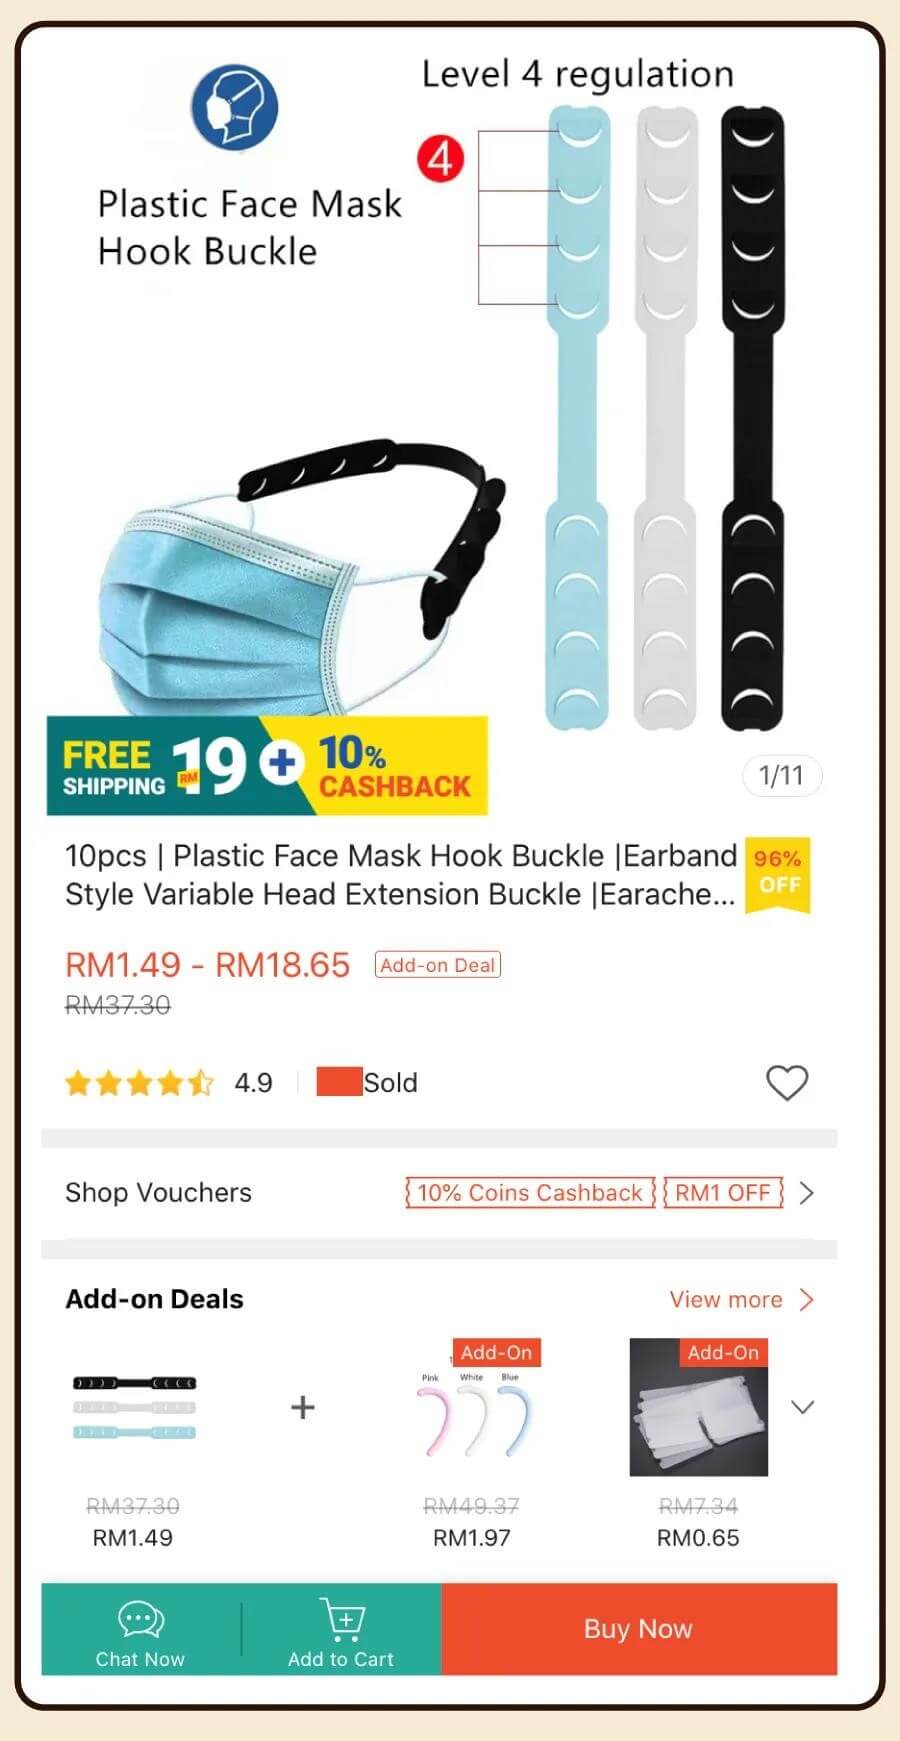 Level 4 regulation
4
Plastic Face Mask
Hook Buckle
FREE
SHIPPING
RM
19
+
10%
CASHBACK
1/11
10pcs | Plastic Face Mask Hook Buckle |Earband
Style Variable Head Extension Buckle |Earache...
96%
OFF
RM1.49 - RM18.65
Add-on Deal
RM37.30
4.9
Sold
Shop Vouchers
10% Coins Cashback
RM1 OFF
Add-on Deals
View more
Add-On
Add-On
Pink White Blue
+
RM37.30
RM49.37
RM7.34
RM1.49
RM1.97
RM0.65
Chat Now
Add to Cart
Buy Now